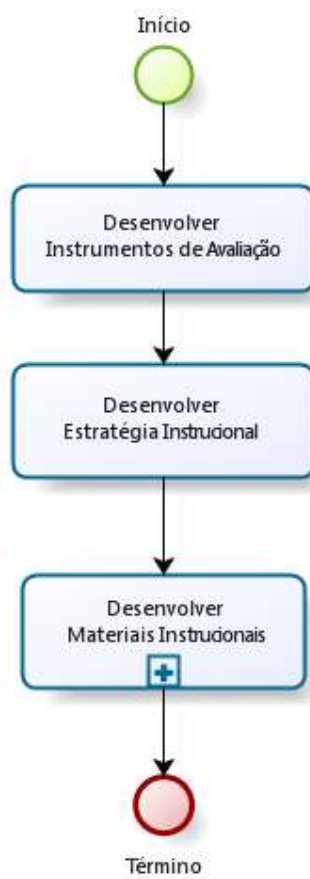 Início
Desenvolver
Instrumentos de Avaliação
Desenvolver
Estratégia Instrucional
Desenvolver
Materiais Instrucionais
Término